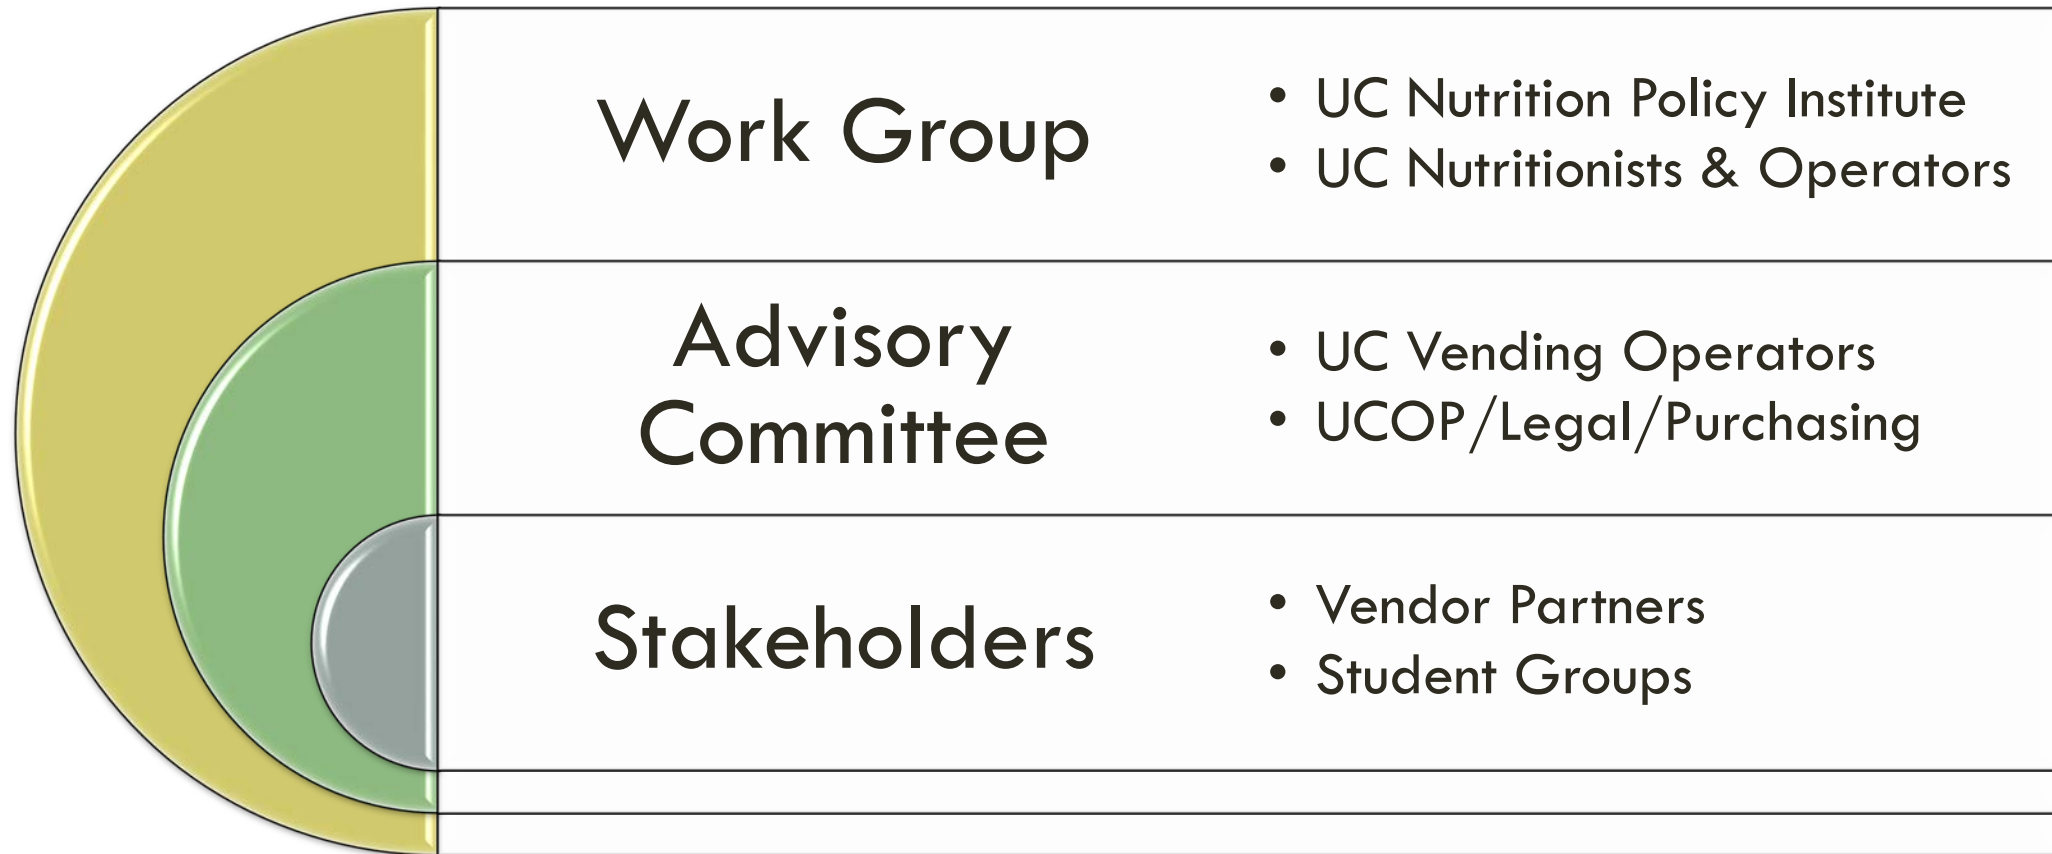 Work Group
• UC Nutrition Policy Institute
• UC Nutritionists & Operators
Advisory
Committee
• UC Vending Operators
• UCOP/Legal/Purchasing
Stakeholders
• Vendor Partners
• Student Groups